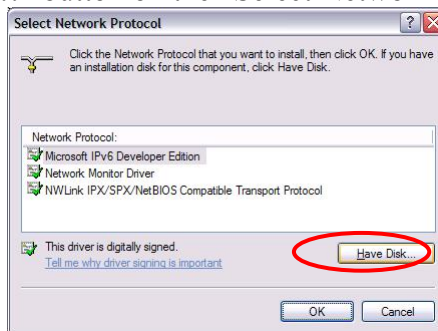 Select Network Protocol
Click the Network Protocol that you want to install, then click OK. If you have
an installation disk for this component, click Have Disk.
Network Protocol:
Microsoft IPv6 Developer Edition
Network Monitor Driver
NWLink IPX/SPX/NetBIOS Compatible Transport Protocol
This driver is digitally signed.
Have Disk...
Tell me why driver signing is important
OK Cancel